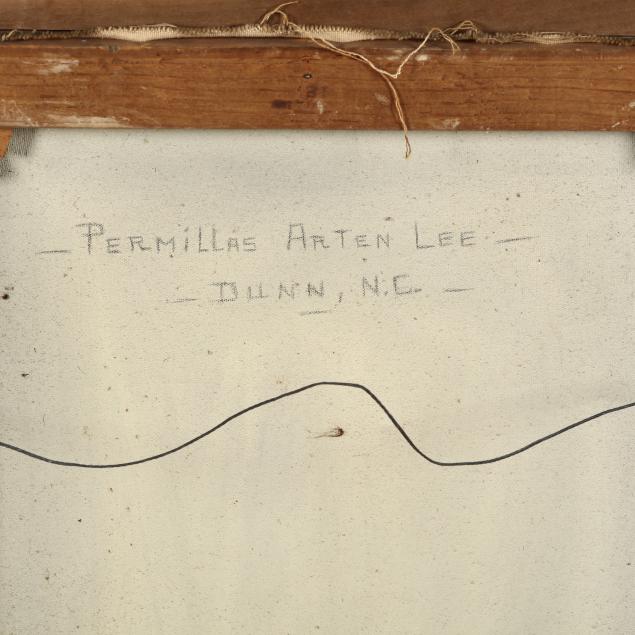 — PERMiLLAS ARTEN LEE —
— DUNN, N.C. —